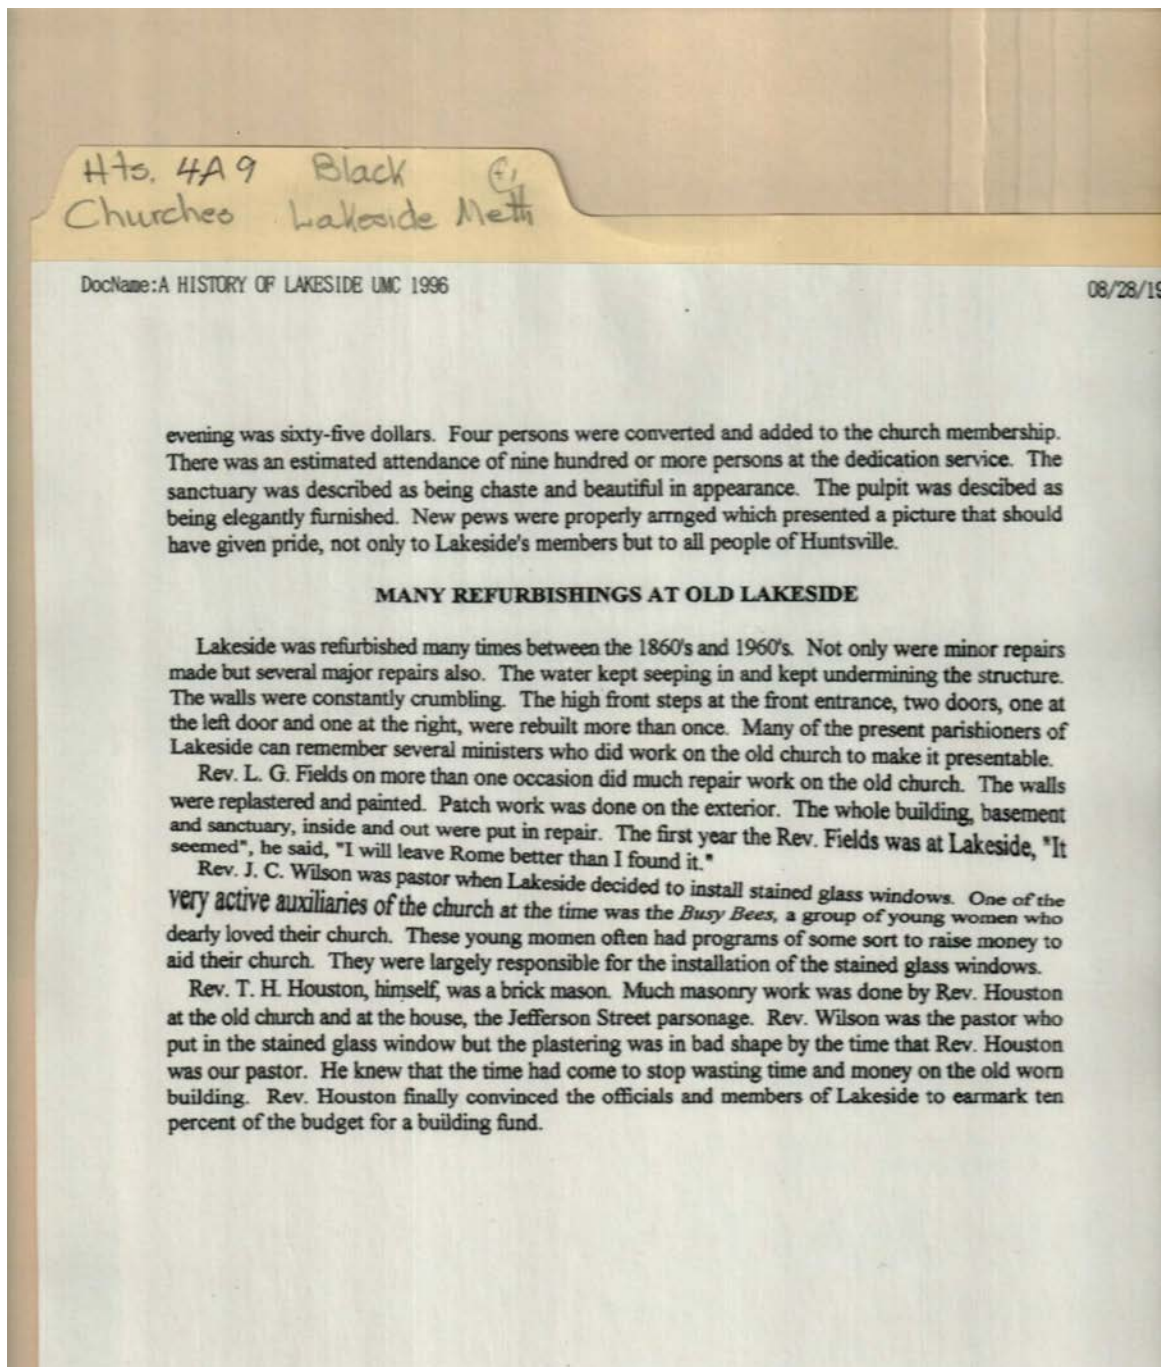 Hts. 4A9 Black
Churches Lakeside Meth
DocName:A HISTORY OF LAKESIDE UMC 1996
08/28/19
evening was sixty-five dollars. Four persons were converted and added to the church membership.
There was an estimated attendance of nine hundred or more persons at the dedication service. The
sanctuary was described as being chaste and beautiful in appearance. The pulpit was descibed as
being elegantly furnished. New pews were properly arrnged which presented a picture that should
have given pride, not only to Lakeside's members but to all people of Huntsville.
MANY REFURBISHINGS AT OLD LAKESIDE
Lakeside was refurbished many times between the 1860's and 1960's. Not only were minor repairs
made but several major repairs also. The water kept seeping in and kept undermining the structure.
The walls were constantly crumbling. The high front steps at the front entrance, two doors, one at
the left door and one at the right, were rebuilt more than once. Many of the present parishioners of
Lakeside can remember several ministers who did work on the old church to make it presentable.
Rev. L. G. Fields on more than one occasion did much repair work on the old church. The walls
were replastered and painted. Patch work was done on the exterior. The whole building, basement
and sanctuary, inside and out were put in repair. The first year the Rev. Fields was at Lakeside, "It
seemed", he said, "I will leave Rome better than I found it."
Rev. J. C. Wilson was pastor when Lakeside decided to install stained glass windows. One of the
very active auxiliaries of the church at the time was the Busy Bees, a group of young women who
dearly loved their church. These young momen often had programs of some sort to raise money to
aid their church. They were largely responsible for the installation of the stained glass windows.
Rev. T. H. Houston, himself, was a brick mason. Much masonry work was done by Rev. Houston
at the old church and at the house, the Jefferson Street parsonage. Rev. Wilson was the pastor who
put in the stained glass window but the plastering was in bad shape by the time that Rev. Houston
was our pastor. He knew that the time had come to stop wasting time and money on the old worn
building. Rev. Houston finally convinced the officials and members of Lakeside to earmark ten
percent of the budget for a building fund.